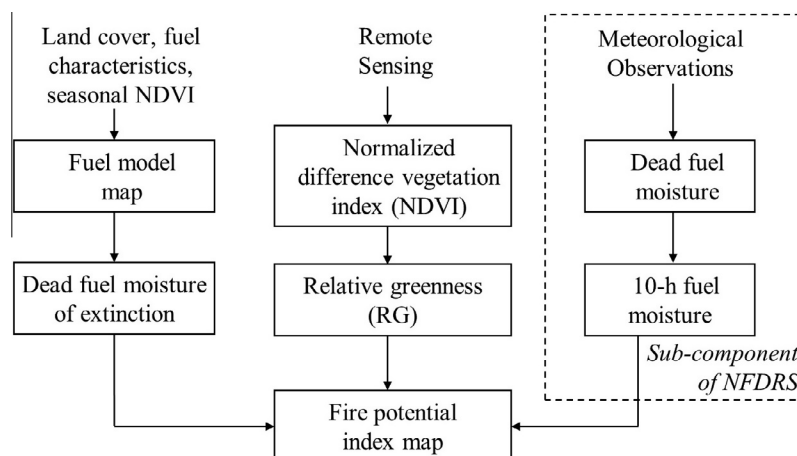 Land cover, fuel
characteristics,
seasonal NDVI
Fuel model
map
Dead fuel moisture
of extinction
Remote
Sensing
Normalized
difference vegetation
index (NDVI)
Relative greenness
(RG)
Fire potential
index map
Meteorological
Observations
Dead fuel
moisture
10-h fuel
moisture
Sub-component
of NFDRS